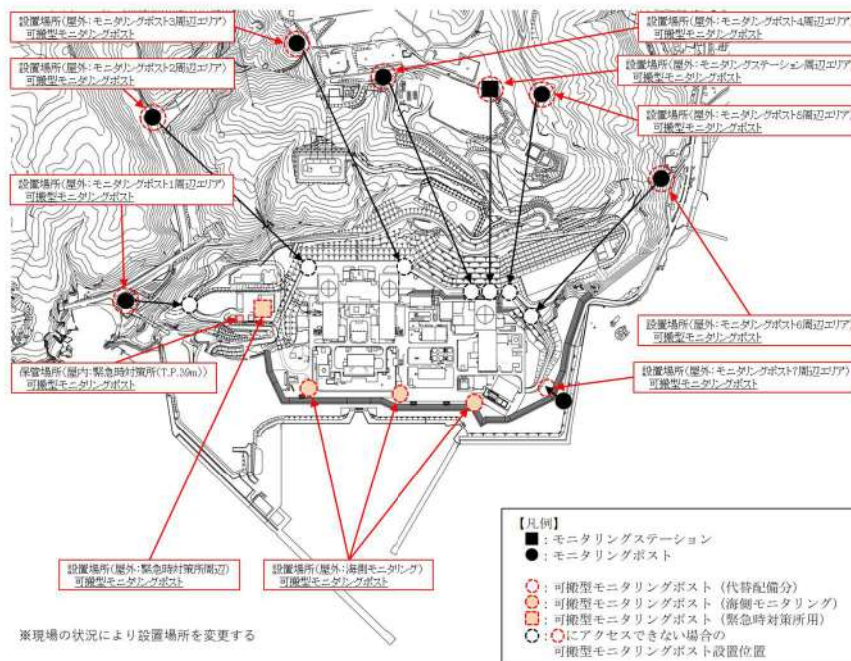 設置場所(屋外：モニタリングポスト3周辺エリア)
可搬型モニタリングポスト
設置場所(屋外：モニタリングポスト4周辺エリア)
可搬型モニタリングポスト
設置場所(屋外：モニタリングポスト2周辺エリア)
可搬型モニタリングポスト
設置場所(屋外：モニタリングステーション周辺エリア)
可搬型モニタリングポスト
設置場所(屋外：モニタリングポスト5周辺エリア)
可搬型モニタリングポスト
設置場所(屋外：モニタリングポスト1周辺エリア)
可搬型モニタリングポスト
設置場所(屋外：モニタリングポスト6周辺エリア)
可搬型モニタリングポスト
保管場所(屋内：緊急時対策所(T.P.39m))
可搬型モニタリングポスト
設置場所(屋外：モニタリングポスト7周辺エリア)
可搬型モニタリングポスト
設置場所(屋外：緊急時対策所周辺)
可搬型モニタリングポスト
設置場所(屋外：海側モニタリング)
可搬型モニタリングポスト
【凡例】
：モニタリングステーション
：モニタリングポスト
：可搬型モニタリングポスト（代替配備分）
：可搬型モニタリングポスト（海側モニタリング）
：可搬型モニタリングポスト（緊急時対策所用）
：にアクセスできない場合の
可搬型モニタリングポスト設置位置
※現場の状況により設置場所を変更する